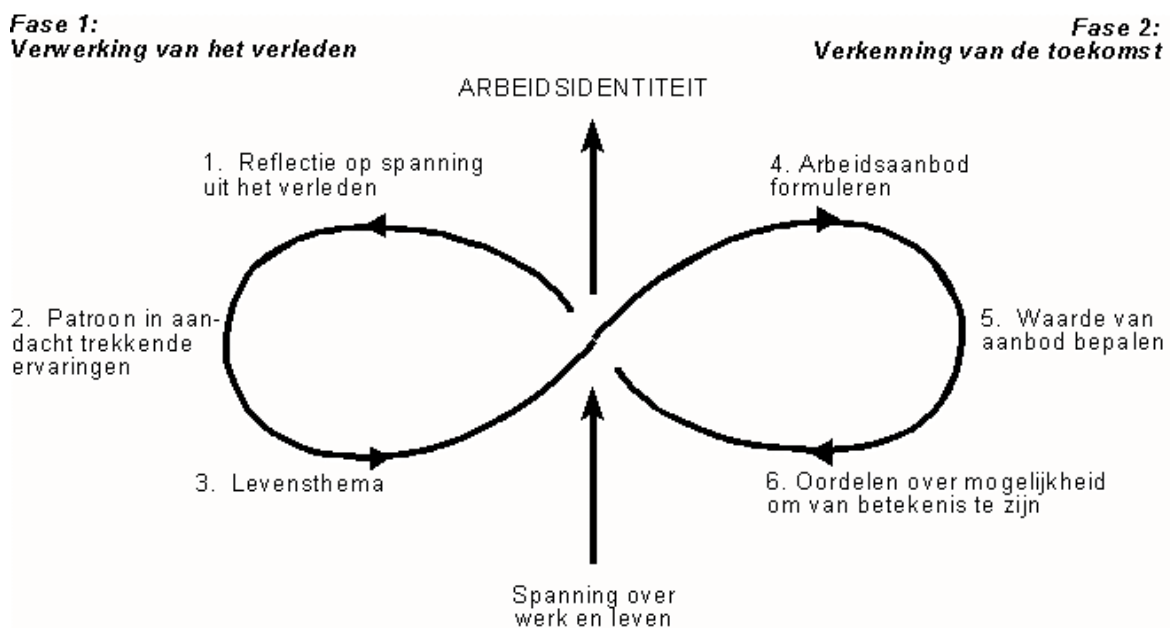 Fase 1:
Verwerking van het verleden
Fase 2:
Verkenning van de toekomst
ARBEIDSIDENTITEIT
1. Reflectie op spanning
uit het verleden
4. Arbeidsaanbod
formuleren
2. Patroon in aan-
dacht trekkende
ervaringen
5. Waarde van
aanbod bepalen
3. Levensthema
6. Oordelen over mogelijkheid
om van betekenis te zijn
Spanning over
werk en leven